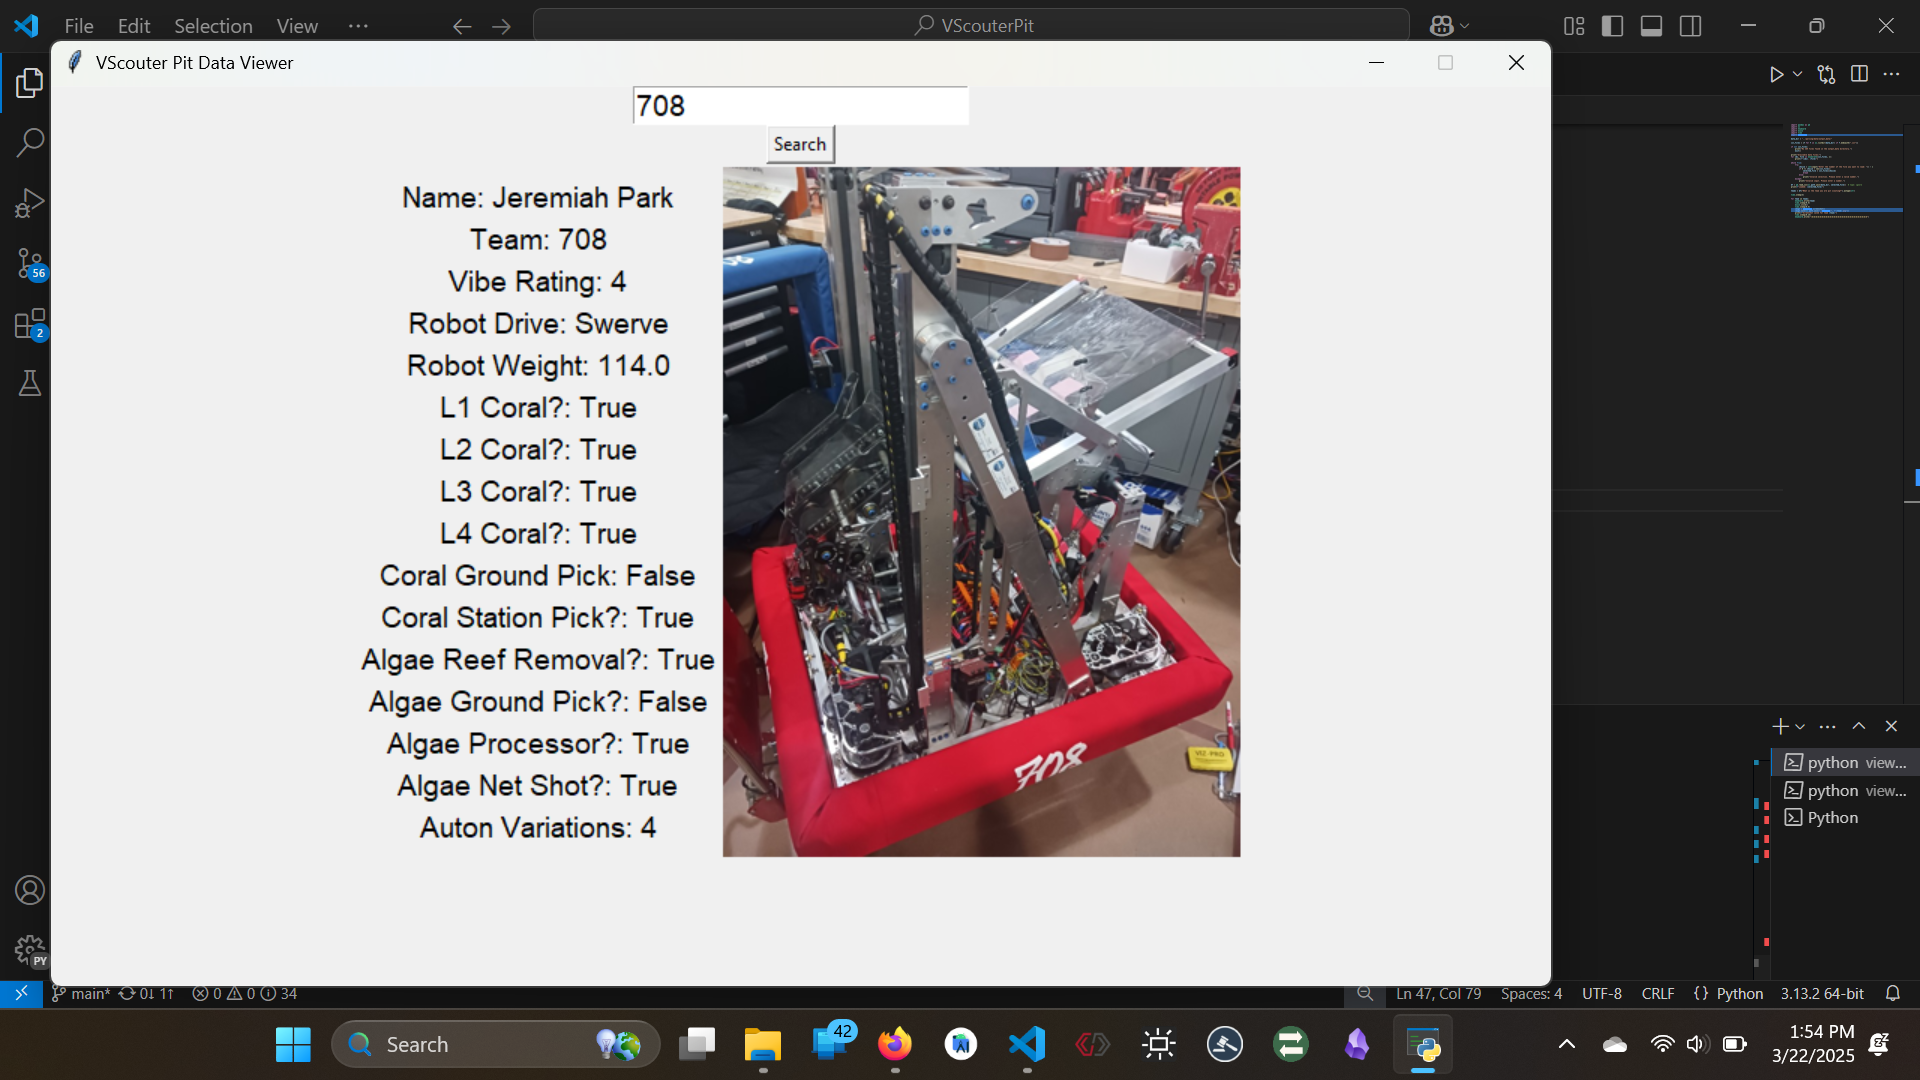 File Edit Selection View ...
VScouterPit
VScouter Pit Data Viewer
708
Search
Name: Jeremiah Park
Team: 708
Vibe Rating: 4
Robot Drive: Swerve
Robot Weight: 114.0
L1 Coral?: True
L2 Coral?: True
L3 Coral?: True
L4 Coral?: True
Coral Ground Pick: False
Coral Station Pick?: True
Algae Reef Removal?: True
Algae Ground Pick?: False
Algae Processor?: True
Algae Net Shot?: True
Auton Variations: 4
708
VIZ-PRO
56
2
PY
python view...
python view...
Python
main* 0↓ 1↑ 0 0 34
Ln 47, Col 79 Spaces: 4 UTF-8 CRLF {} Python 3.13.2 64-bit
Search
42
1:54 PM
3/22/2025